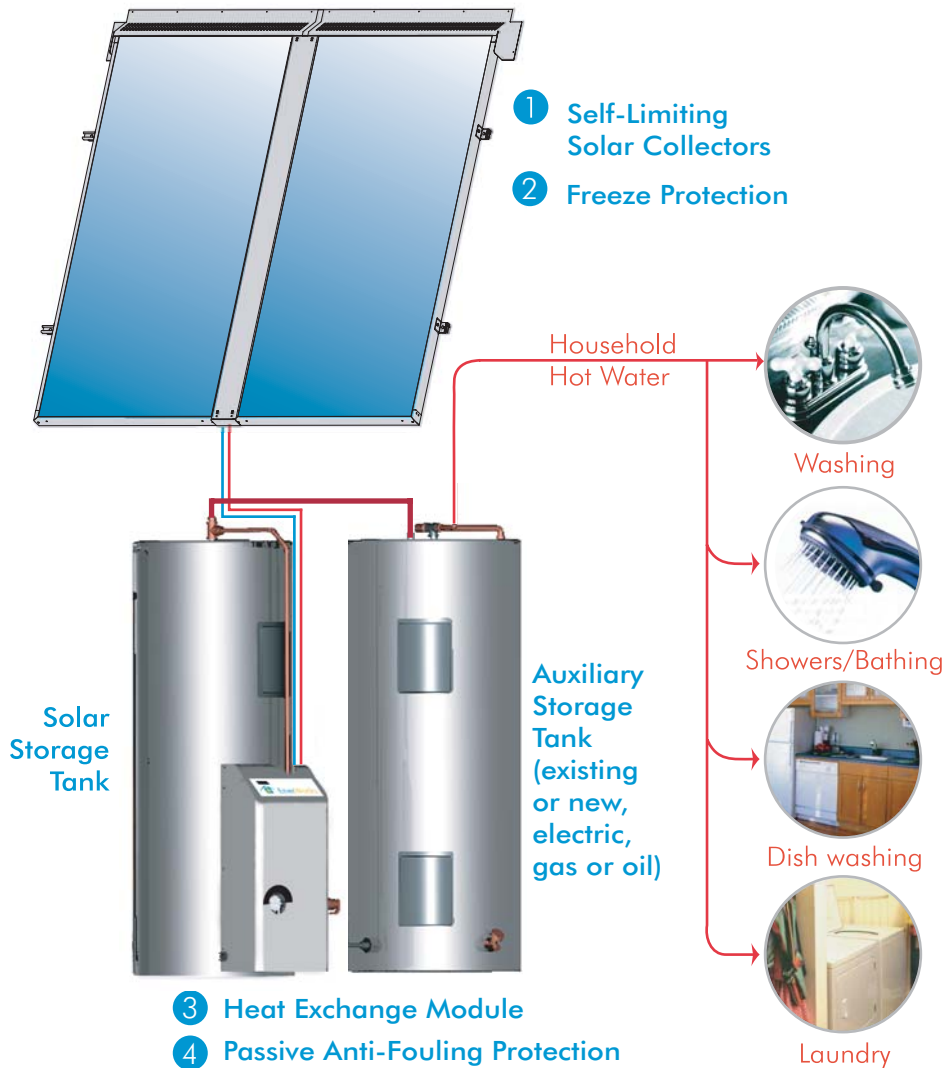 1 Self-Limiting
Solar Collectors
2 Freeze Protection
Household
Hot Water
Washing
Showers/Bathing
Solar
Storage
Tank
Auxiliary
Storage
Tank
(existing
or new,
electric,
gas or oil)
Dish washing
3 Heat Exchange Module
4 Passive Anti-Fouling Protection
Laundry